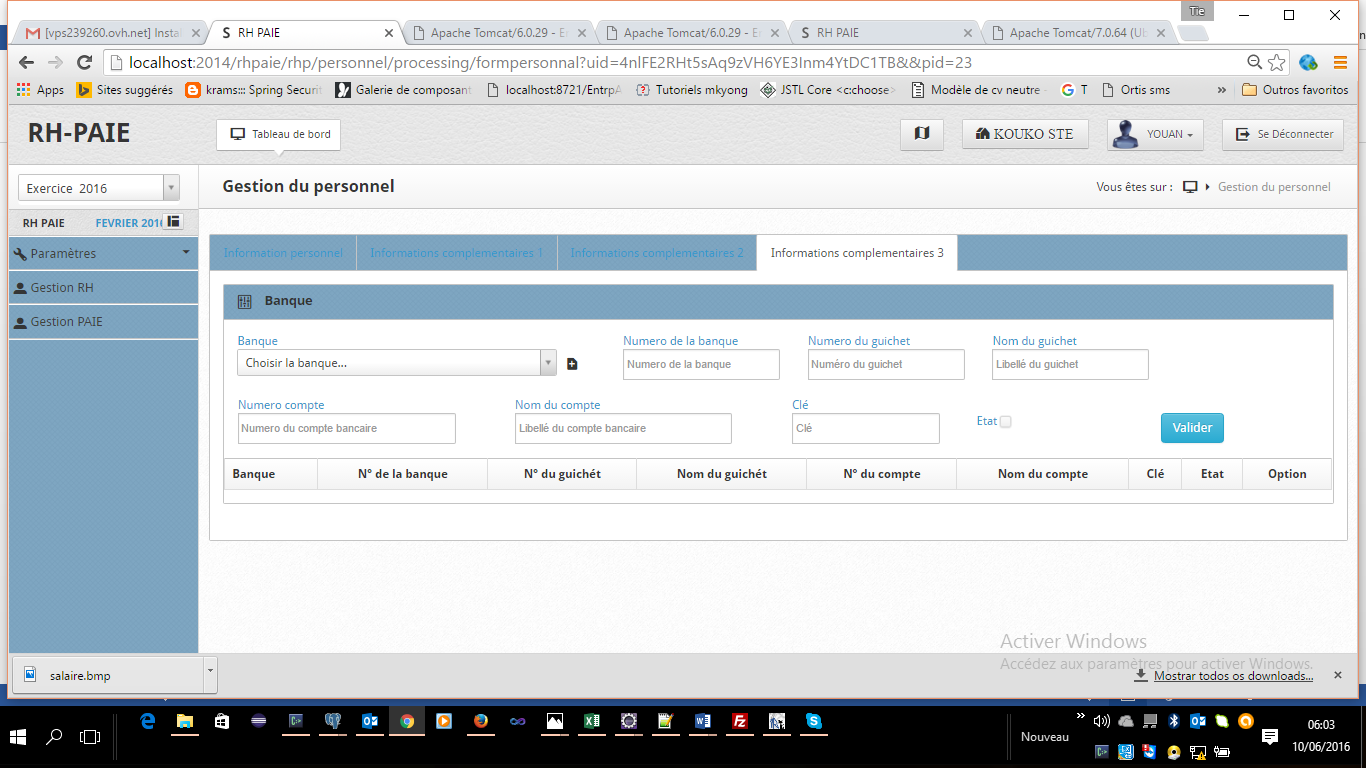 Tie
[vps239260.ovh.net] Insta
RH PAIE
Apache Tomcat/6.0.29 - Er
Apache Tomcat/6.0.29 - Er
RH PAIE
Apache Tomcat/7.0.64 (Ub
localhost:2014/rhpaie/rhp/personnel/processing/formpersonnal?uid=4nlFE2RHt5sAq9zVH6YE3Inm4YtDC1TB&&pid=23
Apps
Sites suggérés
krams::: Spring Securit
Galerie de composant
localhost:8721/EntrpA
Tutoriels mkyong
JSTL Core <c:choose>
Modèle de cv neutre -
T
Ortis sms
»
Outros favoritos
RH-PAIE
Tableau de bord
KOUKO STE
YOUAN
Se Déconnecter
Exercice 2016
Gestion du personnel
Vous êtes sur :
Gestion du personnel
RH PAIE
FEVRIER 2016
Paramètres
Gestion RH
Gestion PAIE
Information personnel
Informations complementaires 1
Informations complementaires 2
Informations complementaires 3
Banque
Banque
Numero de la banque
Numero du guichet
Nom du guichet
Choisir la banque...
Numero de la banque
Numéro du guichet
Libellé du guichet
Numero compte
Nom du compte
Clé
Etat
Numero du compte bancaire
Libellé du compte bancaire
Clé
Valider
Banque
N° de la banque
N° du guichét
Nom du guichét
N° du compte
Nom du compte
Clé
Etat
Option
Activer Windows
Accédez aux paramètres pour activer Windows.
salaire.bmp
Mostrar todos os downloads...
Nouveau
»
06:03
10/06/2016